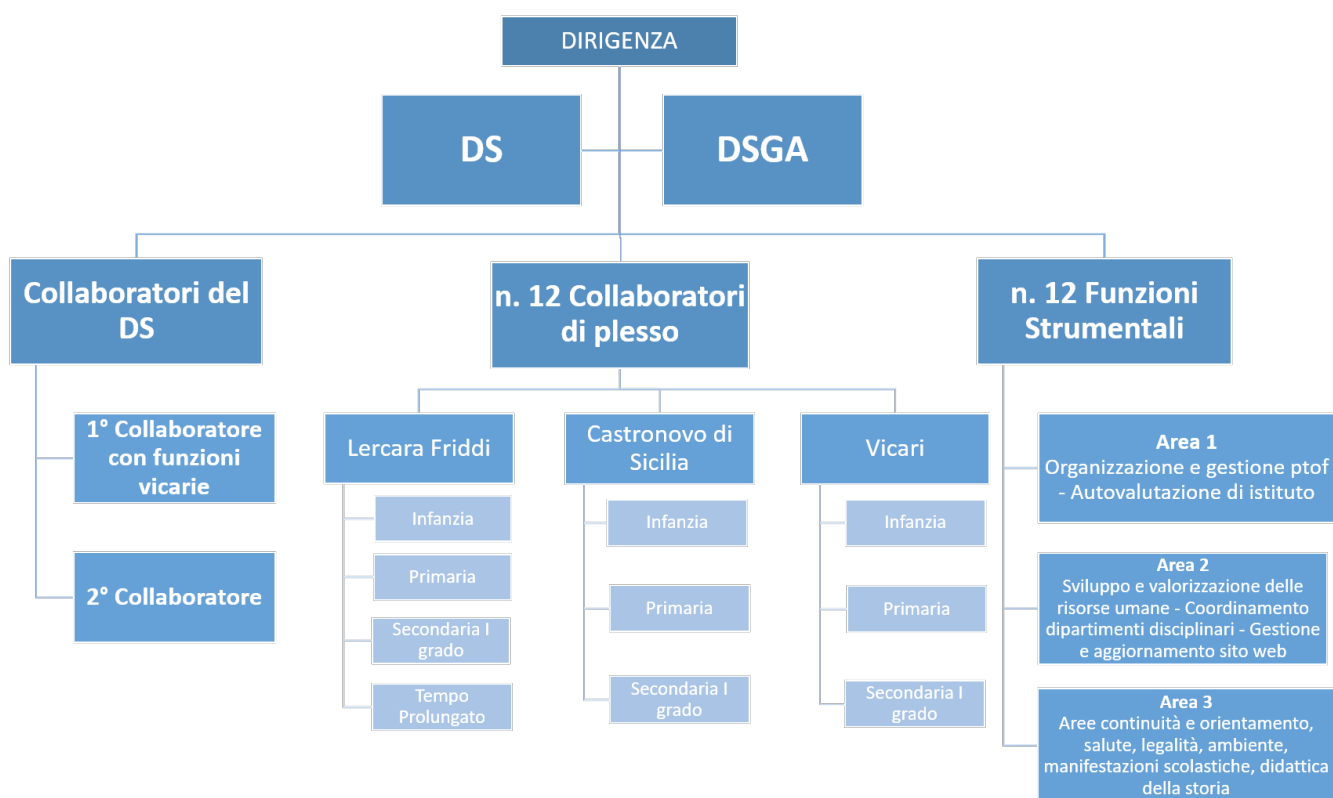 DIRIGENZA
DS
DSGA
Collaboratori del
DS
1° Collaboratore
con funzioni
vicarie
2° Collaboratore
n. 12 Collaboratori
di plesso
Lercara Friddi
Infanzia
Primaria
Secondaria I
grado
Tempo
Prolungato
Castronovo di
Sicilia
Infanzia
Primaria
Secondaria I
grado
Vicari
Infanzia
Primaria
Secondaria I
grado
n. 12 Funzioni
Strumentali
Area 1
Organizzazione e gestione ptof
- Autovalutazione di istituto
Area 2
Sviluppo e valorizzazione delle
risorse umane - Coordinamento
dipartimenti disciplinari - Gestione
e aggiornamento sito web
Area 3
Aree continuità e orientamento,
salute, legalità, ambiente,
manifestazioni scolastiche, didattica
della storia